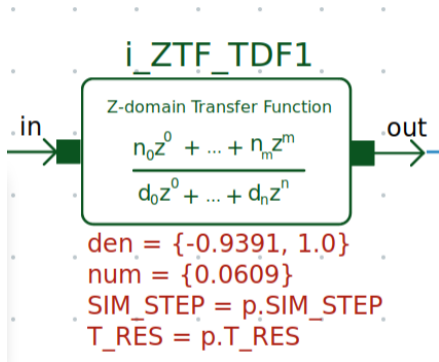 i_ZTF_TDF1
Z-domain Transfer Function
in
out
n₀z⁰ + ... + nₘzᵐ
d₀z⁰ + ... + dₙzⁿ
den = {-0.9391, 1.0}
num = {0.0609}
SIM_STEP = p.SIM_STEP
T_RES = p.T_RES